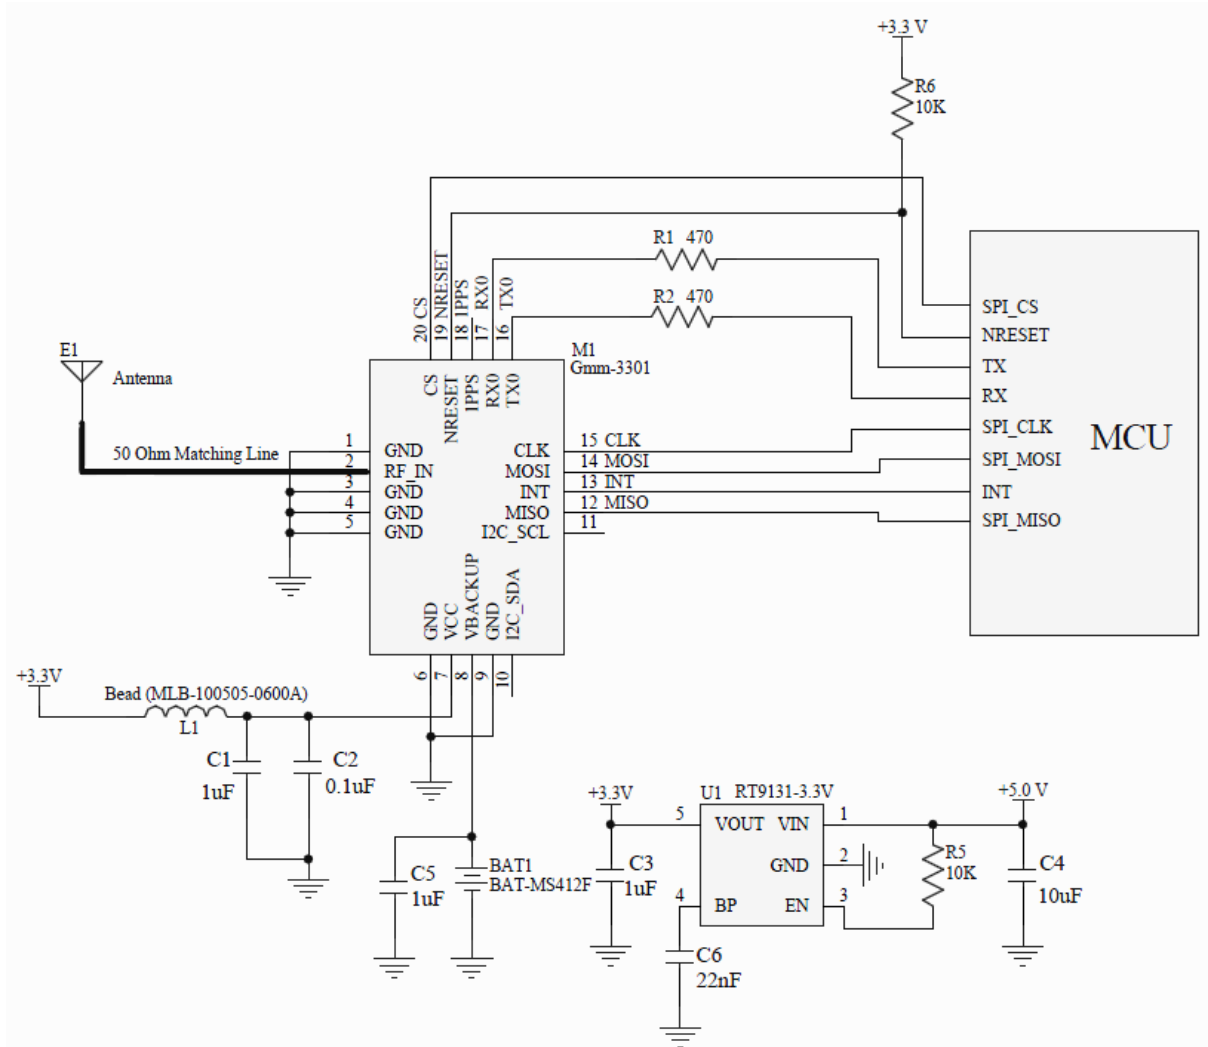 +3.3 V
R6
10K
R1 470
R2 470
20 CS
19 NRESET
18 1PPS
17 RX0
16 TX0
M1
Gmm-3301
E1
Antenna
50 Ohm Matching Line
CS
NRESET
1PPS
RX0
TX0
1 GND
2 RF_IN
3 GND
4 GND
5 GND
CLK 15 CLK
MOSI 14 MOSI
INT 13 INT
MISO 12 MISO
I2C_SCL 11
GND
VCC
VBACKUP
GND
I2C_SDA
6
7
8
9
10
SPI_CS
NRESET
TX
RX
SPI_CLK
SPI_MOSI
INT
SPI_MISO
MCU
+3.3V
Bead (MLB-100505-0600A)
L1
C1
1uF
C2
0.1uF
C5
1uF
BAT1
BAT-MS412F
+3.3V
U1 RT9131-3.3V
+5.0 V
5 VOUT VIN 1
GND 2
4 BP EN 3
C3
1uF
R5
10K
C4
10uF
C6
22nF